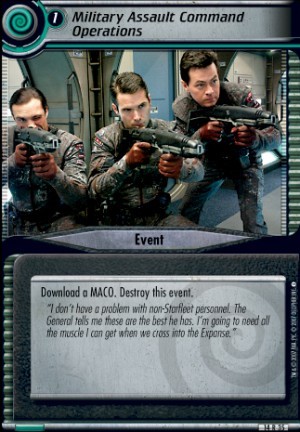 1
Military Assault Command
Operations
Event
Download a MACO. Destroy this event.
"I don't have a problem with non-Starfleet personnel. The
General tells me these are the best he has. I'm going to need all
the muscle I can get when we cross into the Expanse."
14 R 35